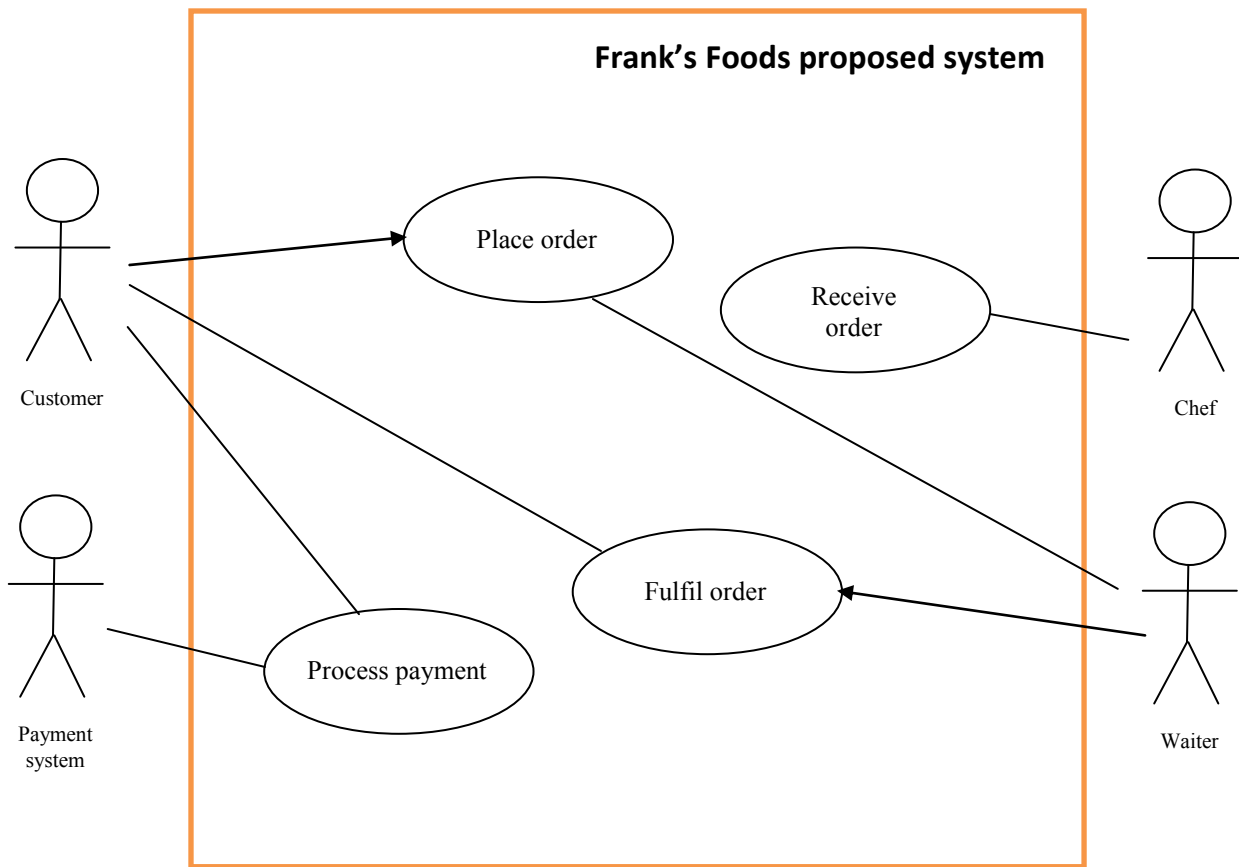 Frank’s Foods proposed system
Place order
Receive
order
Customer
Chef
Fulfil order
Process payment
Payment
system
Waiter